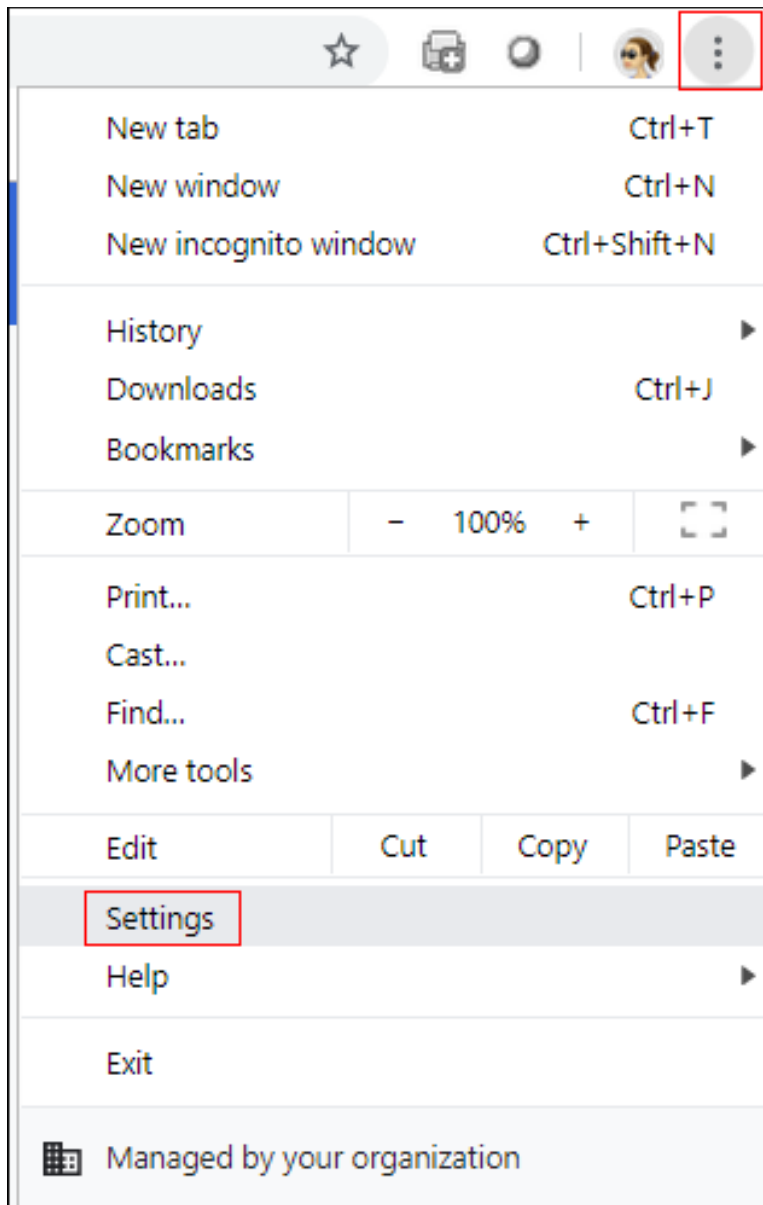 New tab Ctrl+T
New window Ctrl+N
New incognito window Ctrl+Shift+N
History
Downloads Ctrl+J
Bookmarks
Zoom - 100% +
Print... Ctrl+P
Cast...
Find... Ctrl+F
More tools
Edit Cut Copy Paste
Settings
Help
Exit
Managed by your organization